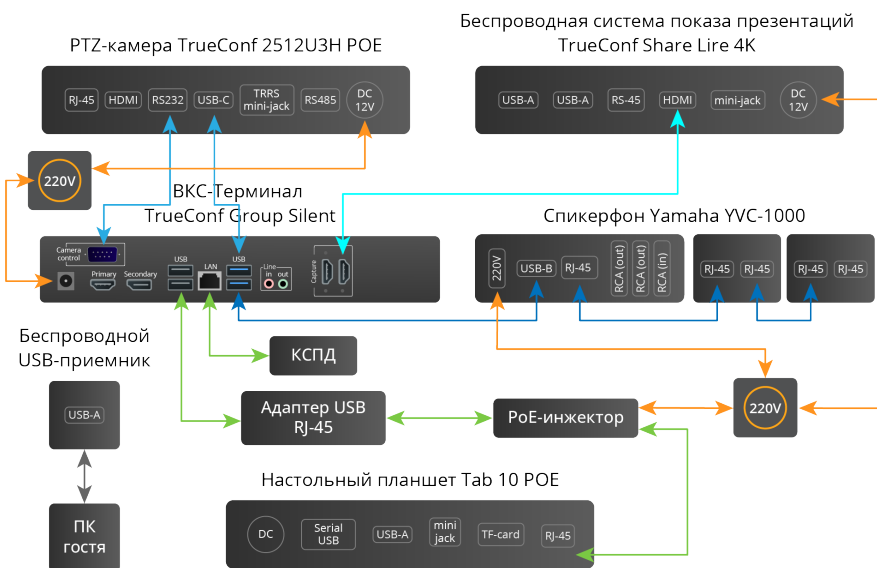 Беспроводная система показа презентаций
TrueConf Share Lire 4K
PTZ-камера TrueConf 2512U3H POE
RJ-45
HDMI
RS232
USB-C
TRRS
mini-jack
RS485
DC
12V
USB-A
USB-A
RS-45
HDMI
mini-jack
DC
12V
220V
ВКС-Терминал
TrueConf Group Silent
Спикерфон Yamaha YVC-1000
Camera
control
Primary
Secondary
USB
LAN
USB
Line
in
out
Capture
220V
USB-B
RJ-45
RCA (out)
RCA (out)
RCA (in)
RJ-45
RJ-45
RJ-45
RJ-45
Беспроводной
USB-приемник
USB-A
ПК
гостя
КСПД
Адаптер USB
RJ-45
PoE-инжектор
220V
Настольный планшет Tab 10 POE
DC
Serial
USB
USB-A
mini
jack
TF-card
RJ-45